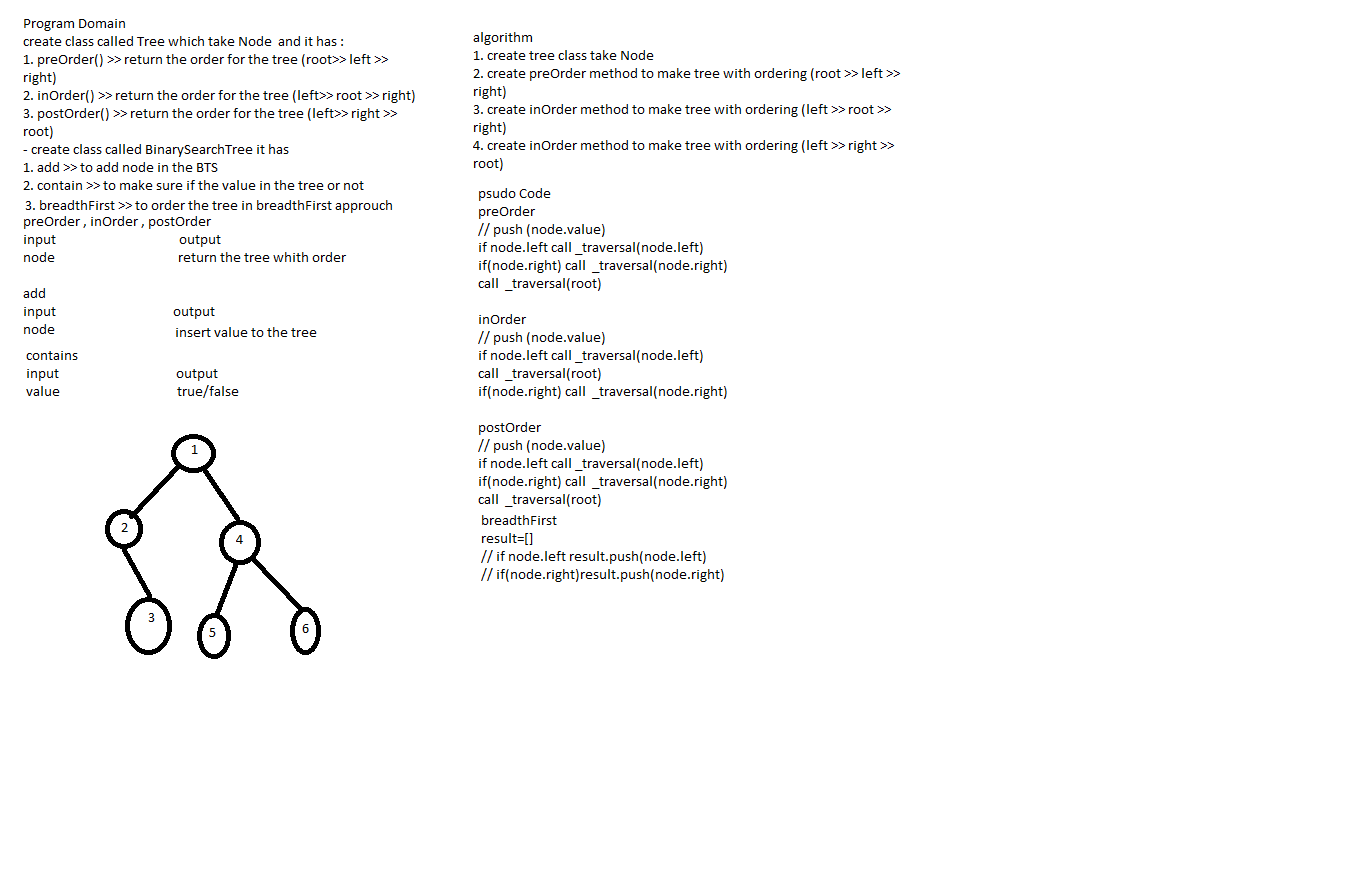 Program Domain
create class called Tree which take Node  and it has :
1. preOrder() >> return the order for the tree (root>> left >>
right)
2. inOrder() >> return the order for the tree (left>> root >> right)
3. postOrder() >> return the order for the tree (left>> right >>
root)
- create class called BinarySearchTree it has
1. add >> to add node in the BTS
2. contain >> to make sure if the value in the tree or not
3. breadthFirst >> to order the tree in breadthFirst approuch
preOrder , inOrder , postOrder
input output
node return the tree whith order
add
input output
node insert value to the tree
contains
input output
value true/false
1
2
4
3
5
6
algorithm
1. create tree class take Node
2. create preOrder method to make tree with ordering (root >> left >>
right)
3. create inOrder method to make tree with ordering (left >> root >>
right)
4. create inOrder method to make tree with ordering (left >> right >>
root)
psudo Code
preOrder
// push (node.value)
if node.left call _traversal(node.left)
if(node.right) call  _traversal(node.right)
call  _traversal(root)
inOrder
// push (node.value)
if node.left call _traversal(node.left)
call  _traversal(root)
if(node.right) call  _traversal(node.right)
postOrder
// push (node.value)
if node.left call _traversal(node.left)
if(node.right) call  _traversal(node.right)
call  _traversal(root)
breadthFirst
result=[]
// if node.left result.push(node.left)
// if(node.right)result.push(node.right)